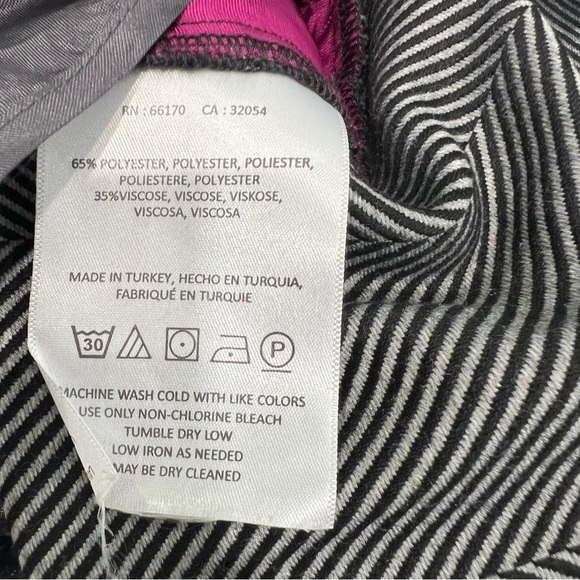 RN : 66170 CA : 32054
65% POLYESTER, POLYESTER, POLIESTER,
POLIESTERE, POLYESTER
35%VISCOSE, VISCOSE, VISKOSE,
VISCOSA, VISCOSA
MADE IN TURKEY, HECHO EN TURQUIA,
FABRIQUÉ EN TURQUIE
30 P
MACHINE WASH COLD WITH LIKE COLORS
USE ONLY NON-CHLORINE BLEACH
TUMBLE DRY LOW
LOW IRON AS NEEDED
MAY BE DRY CLEANED